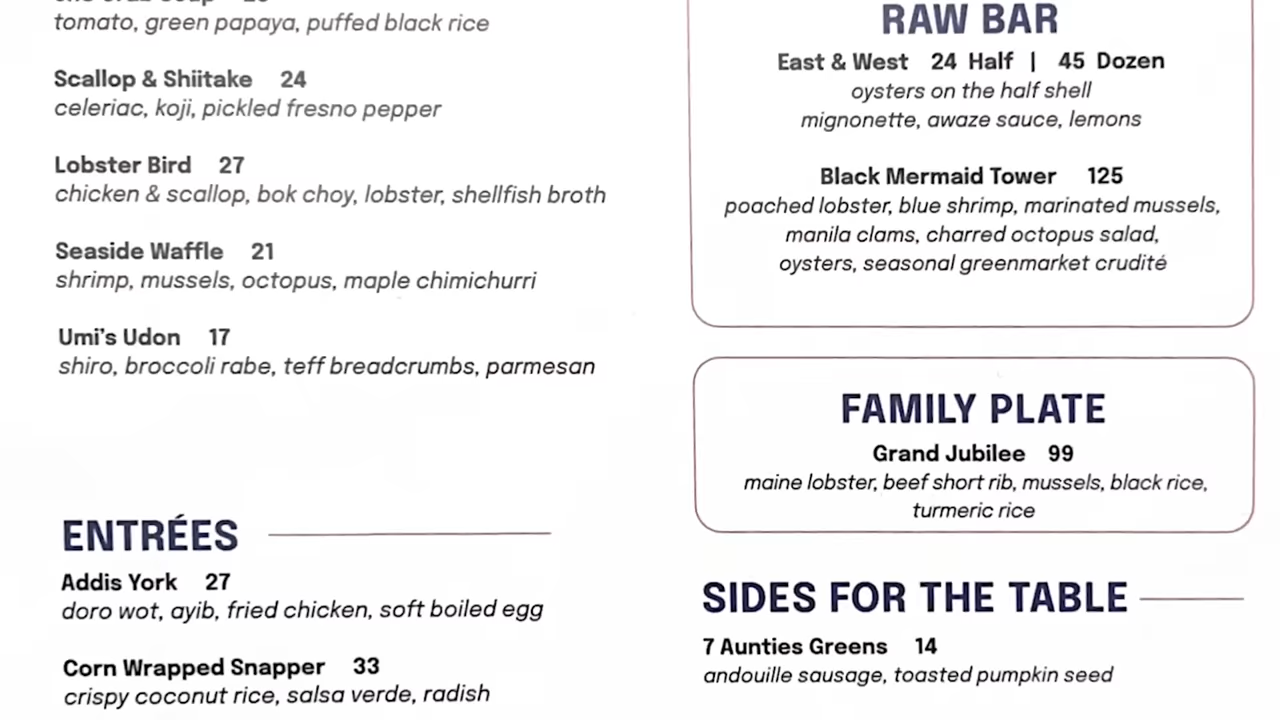 tomato, green papaya, puffed black rice
Scallop & Shiitake 24
celeriac, koji, pickled fresno pepper
Lobster Bird 27
chicken & scallop, bok choy, lobster, shellfish broth
Seaside Waffle 21
shrimp, mussels, octopus, maple chimichurri
Umi's Udon 17
shiro, broccoli rabe, teff breadcrumbs, parmesan
ENTRÉES
Addis York 27
doro wot, ayib, fried chicken, soft boiled egg
Corn Wrapped Snapper 33
crispy coconut rice, salsa verde, radish
RAW BAR
East & West 24 Half | 45 Dozen
oysters on the half shell
mignonette, awaze sauce, lemons
Black Mermaid Tower 125
poached lobster, blue shrimp, marinated mussels,
manila clams, charred octopus salad,
oysters, seasonal greenmarket crudité
FAMILY PLATE
Grand Jubilee 99
maine lobster, beef short rib, mussels, black rice,
turmeric rice
SIDES FOR THE TABLE
7 Aunties Greens 14
andouille sausage, toasted pumpkin seed